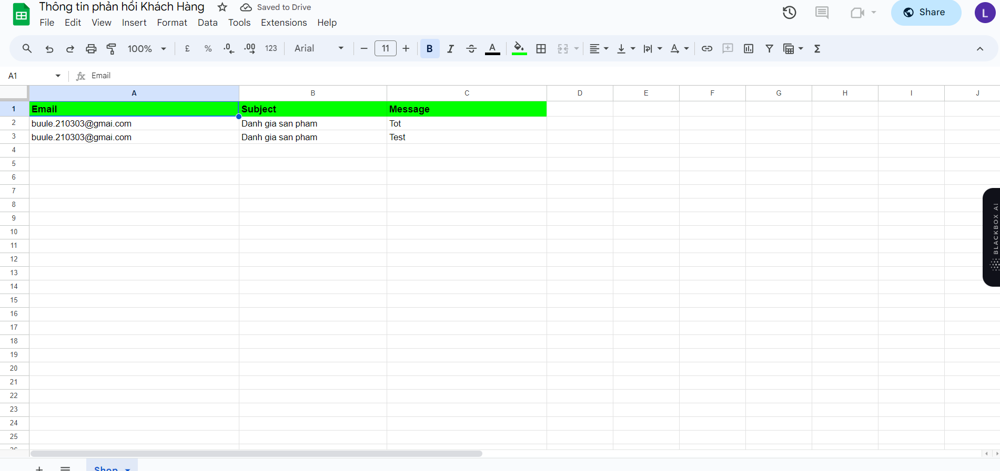 Thông tin phản hồi Khách Hàng Saved to Drive
File Edit View Insert Format Data Tools Extensions Help
Share
L
100% £ % .0 .00 123 Arial 11 B I S A A Σ
A1 fx Email
A B C D E F G H I J
1 Email Subject Message
2 buule.210303@gmai.com Danh gia san pham Tot
3 buule.210303@gmai.com Danh gia san pham Test
4
5
6
7
8
9
10
11
12
13
14
15
16
17
18
19
20
21
22
23
24
25
26
BLACKBOX AI
Shop